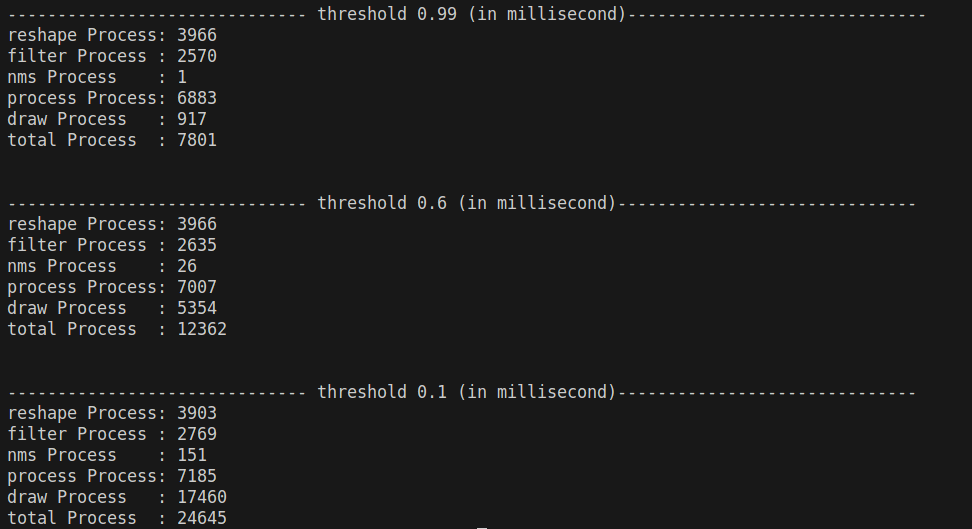 ------------------------------ threshold 0.99 (in millisecond)------------------------------
reshape Process: 3966
filter Process : 2570
nms Process    : 1
process Process: 6883
draw Process   : 917
total Process  : 7801
------------------------------ threshold 0.6 (in millisecond)------------------------------
reshape Process: 3966
filter Process : 2635
nms Process    : 26
process Process: 7007
draw Process   : 5354
total Process  : 12362
------------------------------ threshold 0.1 (in millisecond)------------------------------
reshape Process: 3903
filter Process : 2769
nms Process    : 151
process Process: 7185
draw Process   : 17460
total Process  : 24645